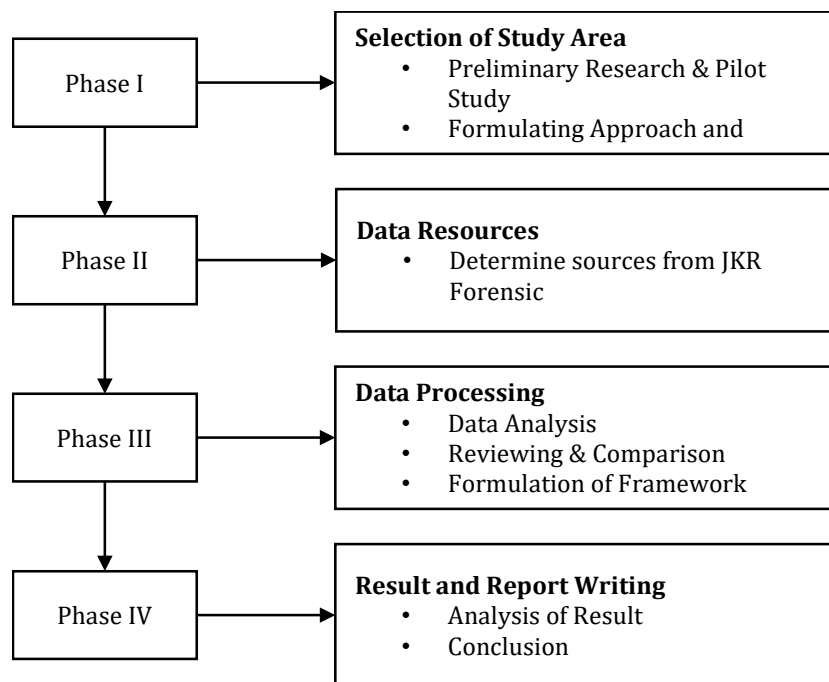 Phase I
Selection of Study Area
• Preliminary Research & Pilot
Study
• Formulating Approach and
Phase II
Data Resources
• Determine sources from JKR
Forensic
Phase III
Data Processing
• Data Analysis
• Reviewing & Comparison
• Formulation of Framework
Phase IV
Result and Report Writing
• Analysis of Result
• Conclusion